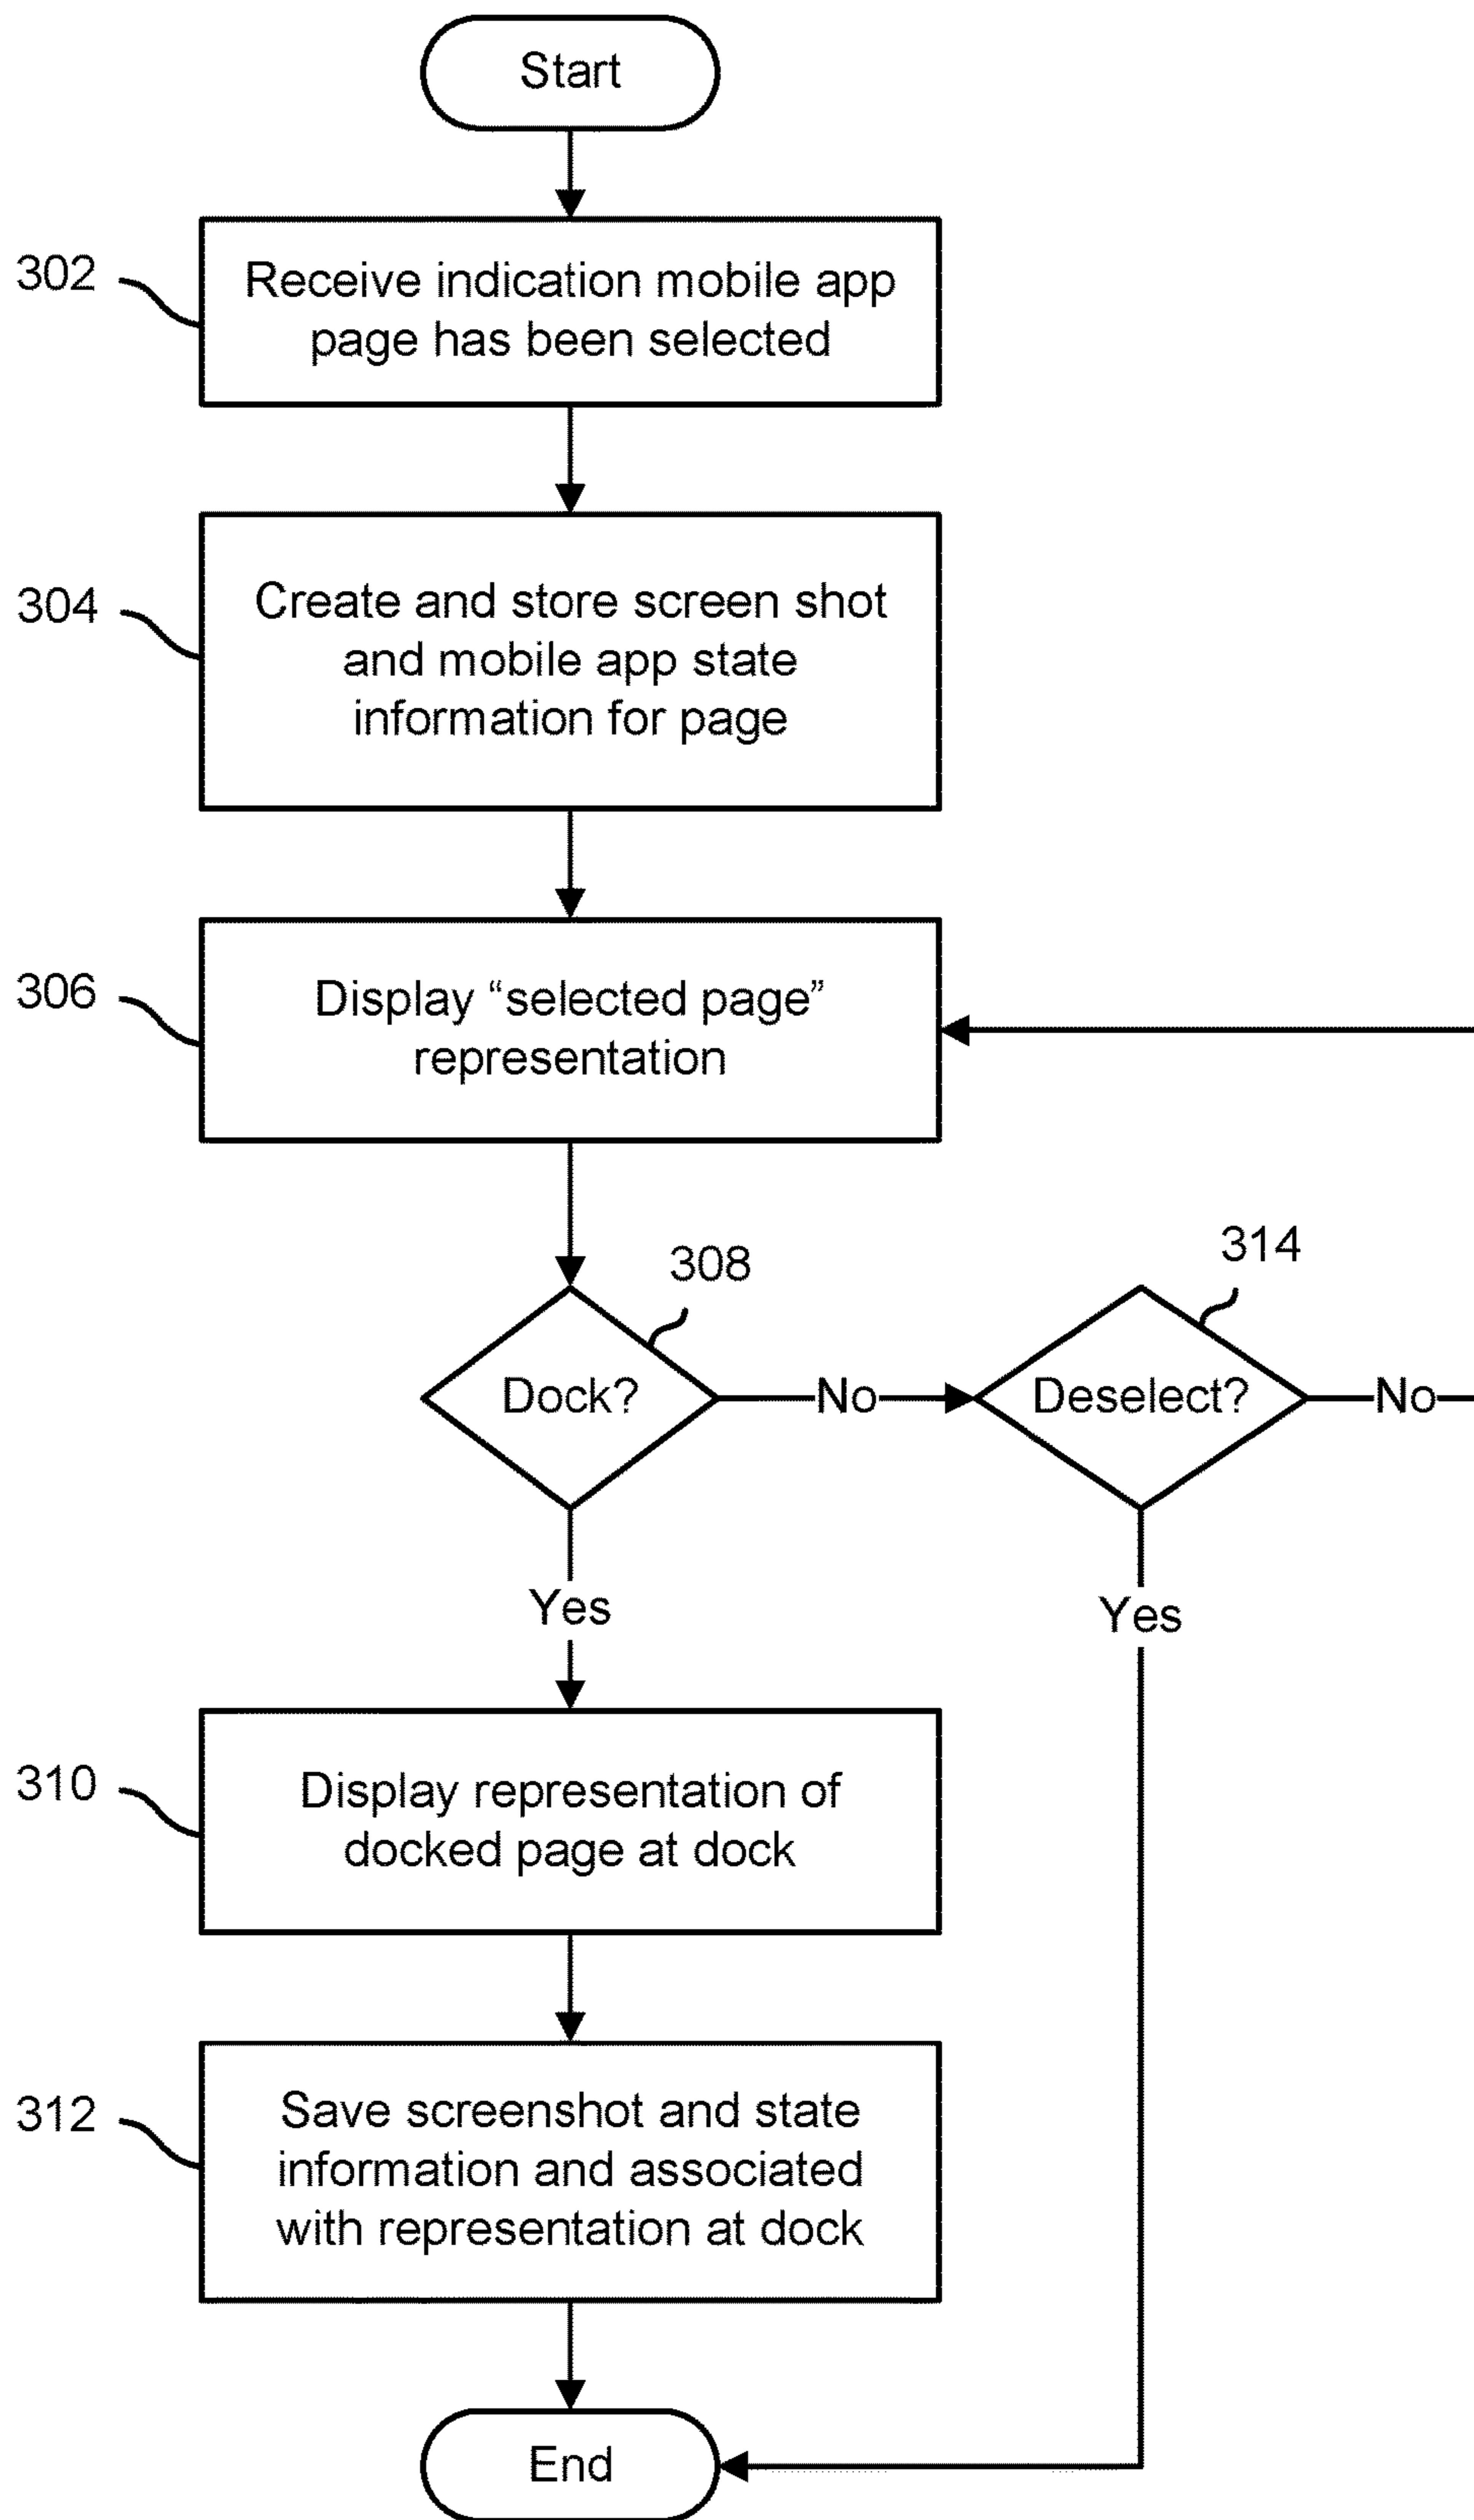 Start
302
Receive indication mobile app
page has been selected
304
Create and store screen shot
and mobile app state
information for page
306
Display “selected page”
representation
308
314
Dock?
No
Deselect?
No
Yes
Yes
310
Display representation of
docked page at dock
312
Save screenshot and state
information and associated
with representation at dock
End